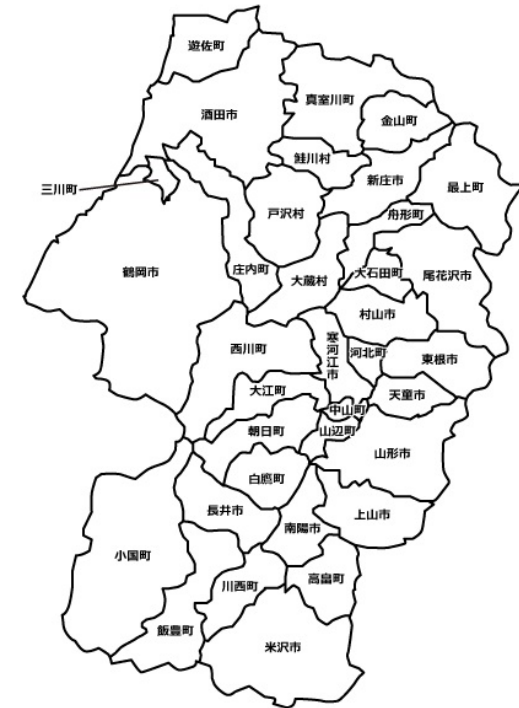 遊佐町
酒田市
真室川町
金山町
鮭川村
新庄市
最上町
三川町
戸沢村
舟形町
鶴岡市
庄内町
大蔵村
大石田町
尾花沢市
村山市
西川町
寒河江市
河北町
東根市
大江町
天童市
中山町
朝日町
山辺町
山形市
白鷹町
長井市
南陽市
上山市
小国町
川西町
高畠町
飯豊町
米沢市